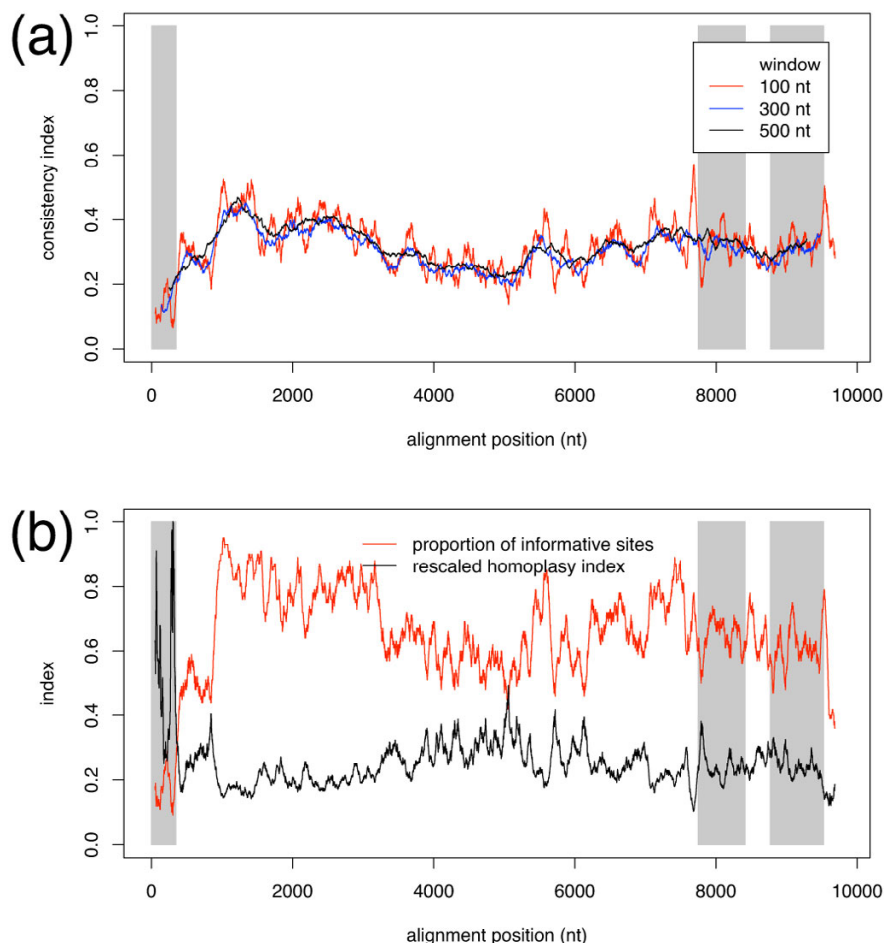 (a)
consistency index
1.0
0.8
0.6
0.4
0.2
0.0
window
100 nt
300 nt
500 nt
0 2000 4000 6000 8000 10000
alignment position (nt)
(b)
index
1.0
0.8
0.6
0.4
0.2
0.0
proportion of informative sites
rescaled homoplasy index
0 2000 4000 6000 8000 10000
alignment position (nt)